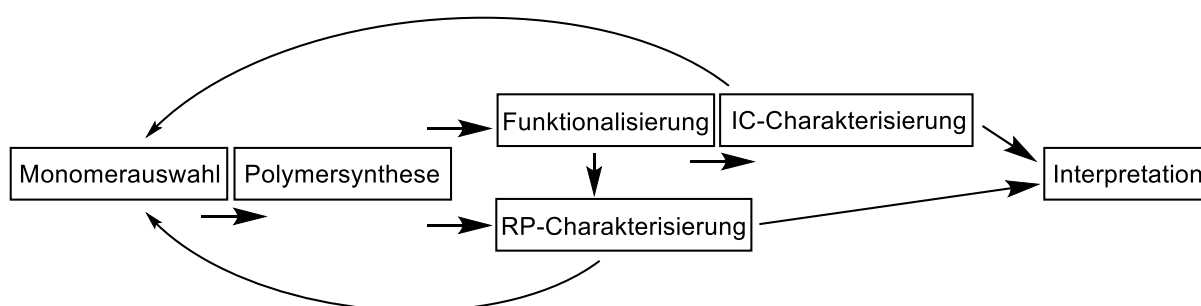 Funktionalisierung
IC-Charakterisierung
Monomerauswahl
Polymersynthese
Interpretation
RP-Charakterisierung